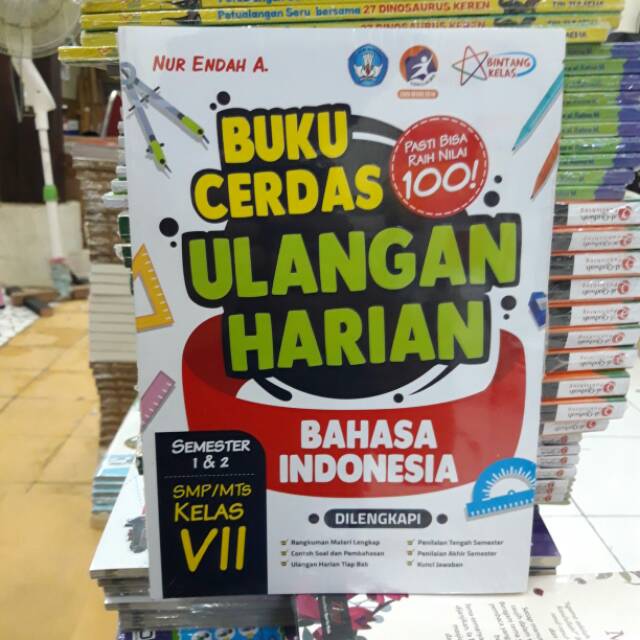 Petualangan Seru bersama 27 DINOSAURUS KEREN
NUR ENDAH A.
BINTANG
KELAS
BUKU
CERDAS
PASTI BISA
RAIH NILAI
100!
ULANGAN
HARIAN
BAHASA
INDONESIA
SEMESTER
1 & 2
SMP/MTs
KELAS
VII
DILENGKAPI
Rangkuman Materi Lengkap
Contoh Soal dan Pembahasan
Ulangan Harian Tiap Bab
Penilaian Tengah Semester
Penilaian Akhir Semester
Kunci Jawaban